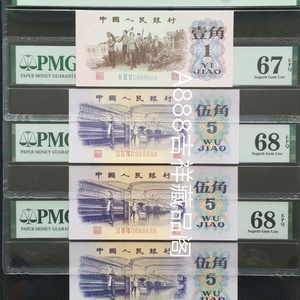 中国人民银行
壹角
1
YI
JIAO
0888888
PMG
PAPER MONEY GUARANTY
67 EPQ
Superb Gem Unc
中国人民银行
伍角
5
WU
JIAO
0888888
PMG
PAPER MONEY GUARANTY
68 EPQ
Superb Gem Unc
中国人民银行
伍角
5
WU
JIAO
0888888
PMG
PAPER MONEY GUARANTY
68 EPQ
Superb Gem Unc
中国人民银行
伍角
5
WU
JIAO
A8888吉祥藏品阁